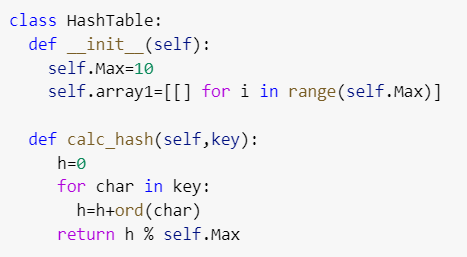 class HashTable:
  def __init__(self):
    self.Max=10
    self.array1=[[] for i in range(self.Max)]

  def calc_hash(self,key):
     h=0
     for char in key:
       h=h+ord(char)
     return h % self.Max